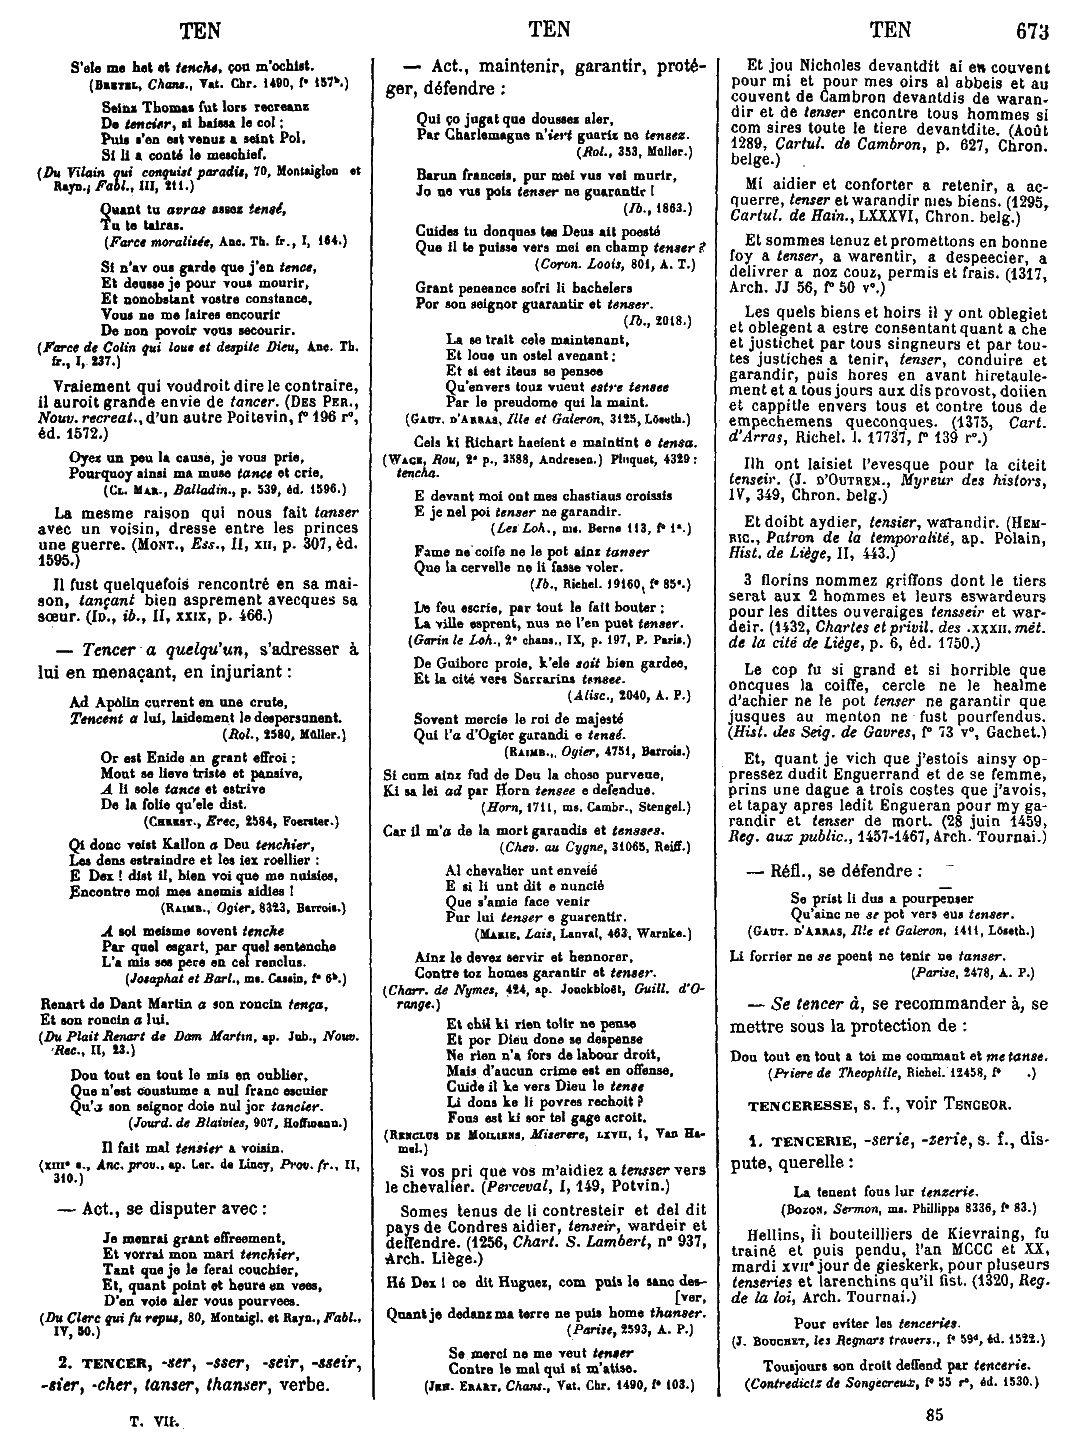 TEN
TEN
TEN
673
S'ele me het et tenche, çou m'ochist.
(BRETEL, Chans., Vat. Chr. 1490, f° 157b.)
Seinz Thomas fut lors recreanz
De tencier, si baissa le col ;
Puis s'en est venuz a seint Pol,
Si li a conté le meschief.
(Du Vilain qui conquist paradis, 70, Montaiglon et
Rayn., Fabl., III, 211.)
Quant tu avras assez tensé,
Tu te tairas.
(Farce moralisée, Anc. Th. fr., I, 164.)
Si n'av ous garde que j'en tence,
Et deusse je pour vous mourir,
Et nonobstant vostre constance,
Vous ne me laires encourir
De non povoir vous secourir.
(Farce de Colin qui loue et despite Dieu, Anc. Th.
fr., I, 237.)
Vraiement qui voudroit dire le contraire,
il auroit grande envie de tancer. (DES PER.,
Nouv. recreat., d'un autre Poitevin, f° 196 r°,
éd. 1572.)
Oyez un peu la cause, je vous prie,
Pourquoy ainsi ma muse tance et crie.
(CL. MAR., Balladin., p. 539, éd. 1596.)
La mesme raison qui nous fait tanser
avec un voisin, dresse entre les princes
une guerre. (MONT., Ess., II, XII, p. 307, éd.
1595.)
Il fust quelquefois rencontré en sa mai-
son, tançant bien asprement avecques sa
sœur. (ID., ib., II, XXIX, p. 466.)
— Tencer a quelqu'un, s'adresser à
lui en menaçant, en injuriant :
Ad Apolin current en une crute,
Tencent a lui, laidement le despersunent.
(Rol., 2580, Müller.)
Or est Enide an grant effroi ;
Mout se lieve triste et pansive,
A li sole tance et estrive
De la folie qu'ele dist.
(CHREST., Erec, 2584, Foerster.)
Qi donc veist Kallon a Deu tenchier,
Les dens estraindre et les iex roellier :
E Dex ! dist il, bien voi que me nuisies,
Encontre moi mes anemis aidies !
(RAIMB., Ogier, 8323, Barrois.)
A soi meisme sovent tenche
Par quel esgart, par quel sentenche
L'a mis ses pere en cel renclus.
(Josaphat et Barl., ms. Cassin, f° 6b.)
Renart de Dant Martin a son roncin tença,
Et son roncin a lui.
(Du Plait Renart de Dam Martin, ap. Jub., Nouv.
Rec., II, 23.)
Dou tout en tout le mis en oublier,
Que n'est coustume a nul franc escuier
Qu'a son seignor doie nul jor tancier.
(Jourd. de Blaivies, 907, Hoffmann.)
Il fait mal tensier a voisin.
(XIIIe s., Anc. prov., ap. Ler. de Lincy, Prov. fr., II,
310.)
— Act., se disputer avec :
Je menrai grant effreement,
Et vorrai mon mari tenchier,
Tant que je le ferai couchier,
Et, quant point et heure en vees,
D'en voie aler vous pourvees.
(Du Clerc qui fu repus, 80, Montaigl. et Rayn., Fabl.,
IV, 50.)
2. TENCER, -ser, -sser, -seir, -sseir,
-sier, -cher, tanser, thanser, verbe.
T. VII.
— Act., maintenir, garantir, proté-
ger, défendre :
Qui ço jugat que doussez aler,
Par Charlemagne n'iert guariz ne tensez.
(Rol., 353, Müller.)
Barun franceis, pur mei vus vei murir,
Jo ne vus pois tenser ne guarantir !
(Ib., 1863.)
Cuides tu donques tes Deus ait poesté
Que il te puisse vers mei en champ tenser ?
(Coron. Loois, 801, A. T.)
Grant peneance sofri li bachelers
Por son seignor guarantir et tenser.
(Ib., 2018.)
La se trait cele maintenant,
Et loue un ostel avenant ;
Et si est iteus se pensee
Qu'envers touz vueut estre tensee
Par le preudome qui la maint.
(GAUT. D'ARRAS, Ille et Galeron, 3125, Löseth.)
Cels ki Richart haeient e maintint e tensa.
(WACE, Rou, 2e p., 3588, Andresen.) Pluquet, 4329 :
tencha.
E devant moi ont mes chastiaus croissis
E je nel poi tenser ne garandir.
(Les Loh., ms. Berne 113, f° 1a.)
Fame ne coife ne le pot ainz tanser
Que la cervelle ne li fasse voler.
(Ib., Richel. 19160, f° 85c.)
Le feu escrie, par tout le fait bouter ;
La ville esprent, nus ne l'en puet tenser.
(Garin le Loh., 2e chans., IX, p. 197, P. Paris.)
De Guiborc proie, k'ele soit bien gardee,
Et la cité vers Sarrarins tensee.
(Alisc., 2040, A. P.)
Sovent mercie le roi de majesté
Qui l'a d'Ogier garandi e tensé.
(RAIMB., Ogier, 4751, Barrois.)
Si cum ainz fud de Deu la chose purveue,
Ki sa lei ad par Horn tensee e defendue.
(Horn, 1711, ms. Cambr., Stengel.)
Car il m'a de la mort garandis et tensses.
(Chev. au Cygne, 31065, Reiff.)
Al chevalier unt enveié
E si li unt dit e nuncié
Que s'amie face venir
Pur lui tenser e guarentir.
(MARIE, Lais, Lanval, 463, Warnke.)
Ainz le devez servir et hennorer,
Contre toz homes garantir et tenser.
(Charr. de Nymes, 424, ap. Jonckbloët, Guill. d'O-
range.)
Et chil ki rien tolir ne pense
Et por Dieu done se despense
Ne rien n'a fors de labour droit,
Mais d'aucun crime est en offense,
Cuide il ke vers Dieu le tense
Li dons ke li povres rechoit ?
Fous est ki sor tel gage acroit.
(RENCLUS DE MOILIENS, Miserere, LXVII, 1, Van Ha-
mel.)
Si vos pri que vos m'aidiez a tensser vers
le chevalier. (Perceval, I, 149, Potvin.)
Somes tenus de li contresteir et del dit
pays de Condres aidier, tenseir, wardeir et
deffendre. (1256, Chart. S. Lambert, n° 937,
Arch. Liège.)
Hé Dex ! ce dit Huguez, com puis le sanc des-
[ver,
Quant je dedanz ma terre ne puis home thanser.
(Parise, 2593, A. P.)
Se merci ne me veut tenser
Contre le mal qui si m'atise.
(JEH. ERART, Chans., Vat. Chr. 1490, f° 103.)
Et jou Nicholes devantdit ai en couvent
pour mi et pour mes oirs al abbeis et au
couvent de Cambron devantdis de waran-
dir et de tenser encontre tous hommes si
com sires toute le tiere devantdite. (Août
1289, Cartul. de Cambron, p. 627, Chron.
belge.)
Mi aidier et conforter a retenir, a ac-
querre, tenser et warandir mes biens. (1295,
Cartul. de Hain., LXXXVI, Chron. belg.)
Et sommes tenuz et promettons en bonne
foy a tenser, a warentir, a despeecier, a
delivrer a noz couz, permis et frais. (1317,
Arch. JJ 56, f° 50 v°.)
Les quels biens et hoirs il y ont oblegiet
et oblegent a estre consentant quant a che
et justichet par tous singneurs et par tou-
tes justiches a tenir, tenser, conduire et
garandir, puis hores en avant hiretaule-
ment et a tous jours aux dis provost, doiien
et cappitle envers tous et contre tous de
empechemens queconques. (1375, Cart.
d'Arras, Richel. l. 17737, f° 139 r°.)
Ilh ont laisiet l'evesque pour la citeit
tenseir. (J. D'OUTREM., Myreur des histors,
IV, 349, Chron. belg.)
Et doibt aydier, tensier, warandir. (HEM-
RIC., Patron de la temporalité, ap. Polain,
Hist. de Liège, II, 443.)
3 florins nommez griffons dont le tiers
serat aux 2 hommes et leurs eswardeurs
pour les dittes ouveraiges tensseir et war-
deir. (1432, Chartes et privil. des .XXXII. mét.
de la cité de Liège, p. 6, éd. 1750.)
Le cop fu si grand et si horrible que
oncques la coiffe, cercle ne le healme
d'achier ne le pot tenser ne garantir que
jusques au menton ne fust pourfendus.
(Hist. des Seig. de Gavres, f° 73 v°, Gachet.)
Et, quant je vich que j'estois ainsy op-
pressez dudit Enguerrand et de se femme,
prins une dague a trois costes que j'avois,
et tapay apres ledit Engueran pour my ga-
randir et tenser de mort. (28 juin 1459,
Reg. aux public., 1457-1467, Arch. Tournai.)
— Réfl., se défendre :
Se prist li dus a pourpenser
Qu'ainc ne se pot vers eus tenser.
(GAUT. D'ARRAS, Ille et Galeron, 1411, Löseth.)
Li forrier ne se poent ne tenir ne tanser.
(Parise, 2478, A. P.)
— Se tencer à, se recommander à, se
mettre sous la protection de :
Dou tout en tout a toi me commant et me tanse.
(Priere de Theophile, Richel. 12458, f° .)
TENCERESSE, s. f., voir TENCEOR.
1. TENCERIE, -serie, -zerie, s. f., dis-
pute, querelle :
La tenent fous lur tenzerie.
(BOZON, Sermon, ms. Phillipps 8336, f° 83.)
Hellins, li bouteilliers de Kievraing, fu
trainé et puis pendu, l'an MCCC et XX,
mardi XVIIe jour de gieskerk, pour pluseurs
tenseries et larenchins qu'il fist. (1320, Reg.
de la loi, Arch. Tournai.)
Pour eviter les tenceries.
(J. BOUCHET, les Regnars travers., f° 59d, éd. 1522.)
Tousjours son droit deffend par tencerie.
(Contredictz de Songecreux, f° 55 r°, éd. 1530.)
85